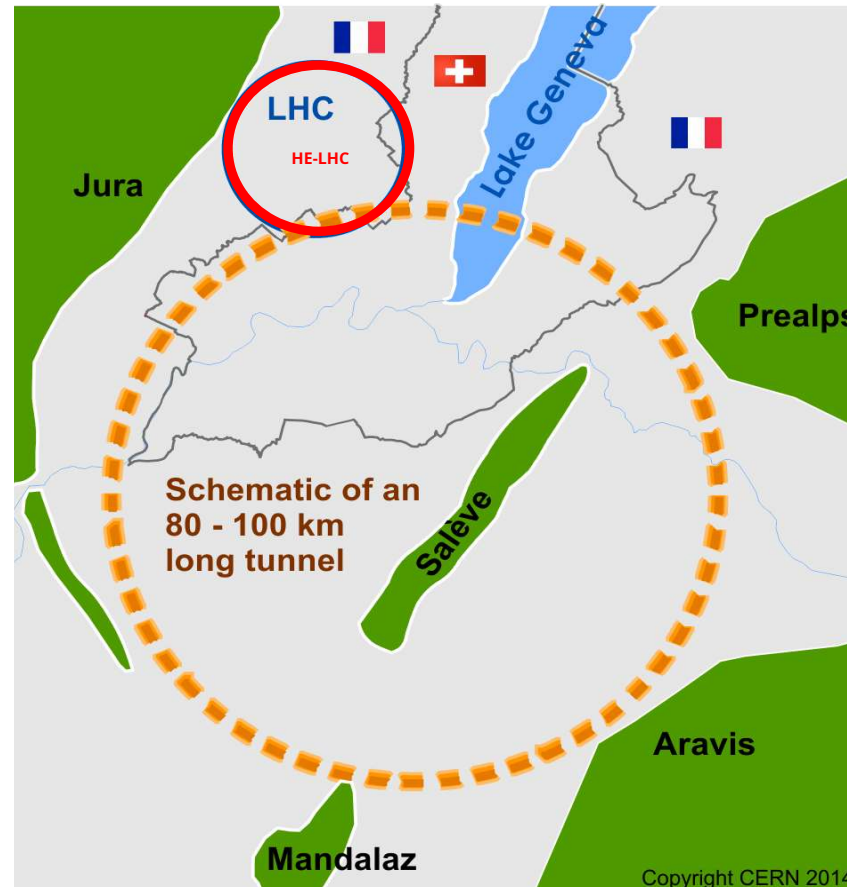 LHC
HE-LHC
Lake Geneva
Jura
Prealps
Schematic of an
80 - 100 km
long tunnel
Salève
Aravis
Mandalaz
Copyright CERN 2014